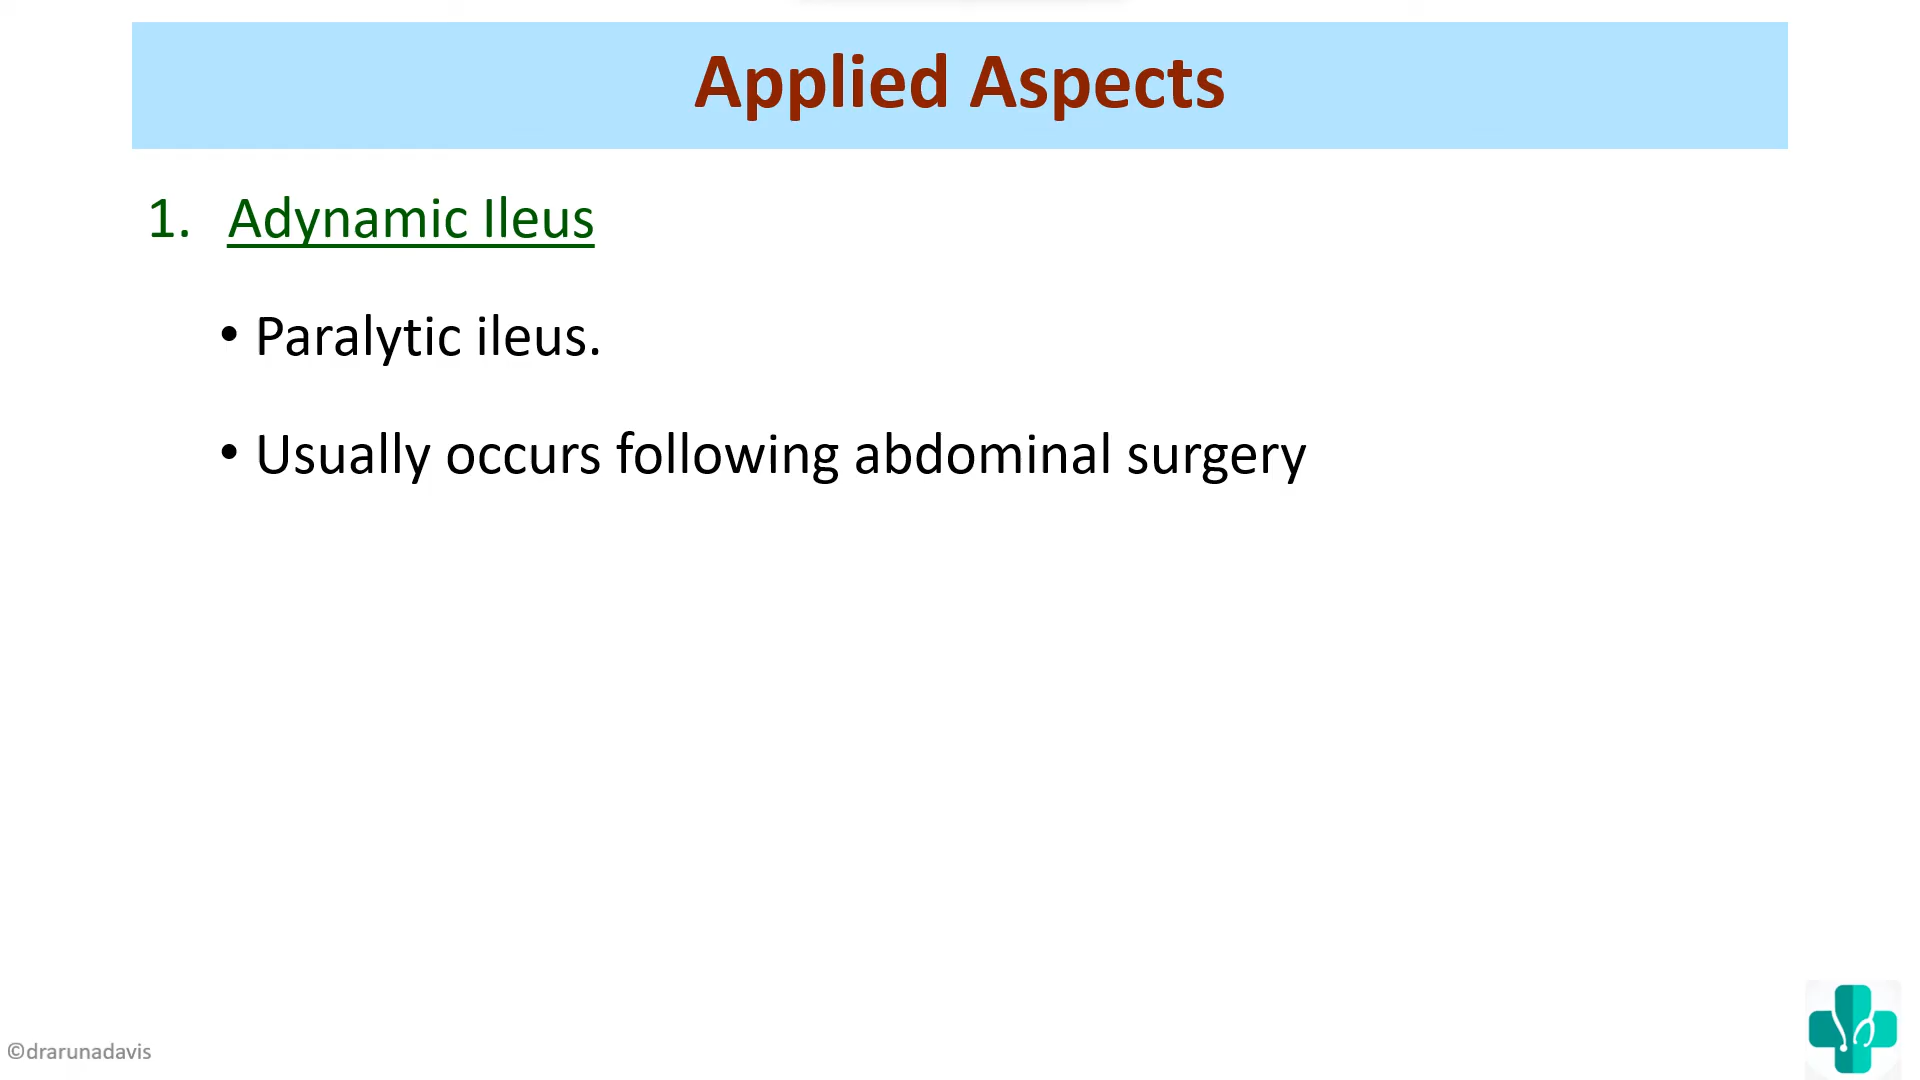 Applied Aspects
1. Adynamic Ileus
• Paralytic ileus.
• Usually occurs following abdominal surgery
©drarunadavis